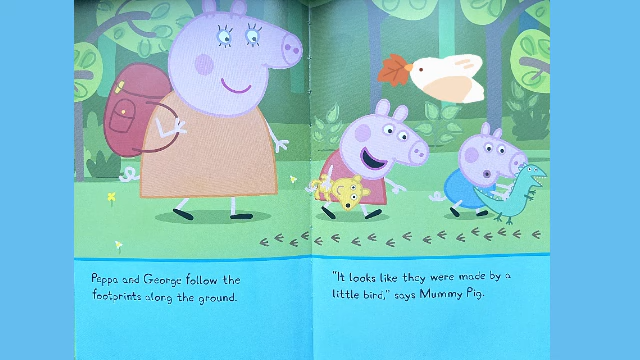 Peppa and George follow the
footprints along the ground.
"It looks like they were made by a
little bird," says Mummy Pig.